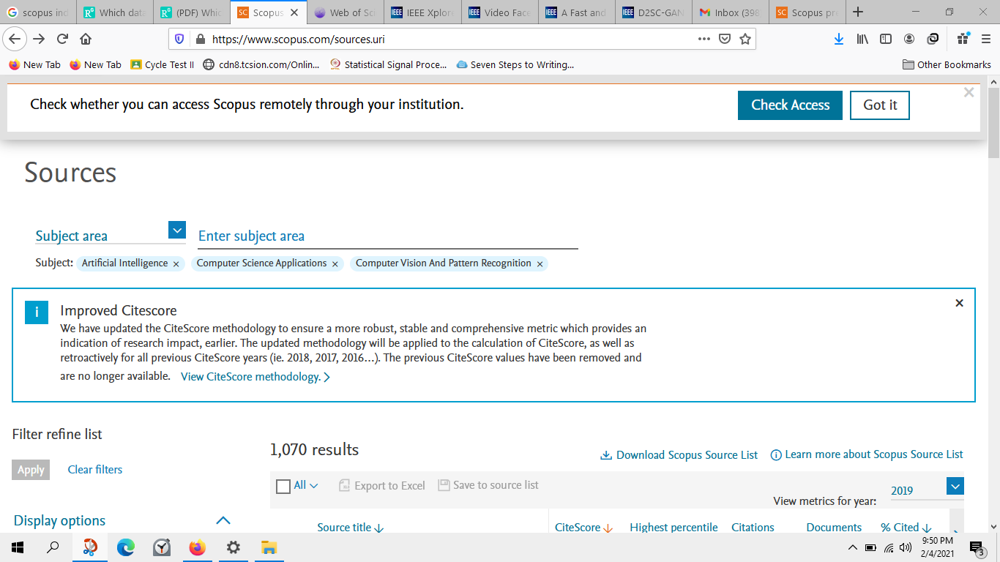 scopus ind
Which data
(PDF) Whic
Scopus
Web of Sci
IEEE Xplor
Video Face
A Fast and
D2SC-GAN
Inbox (398
Scopus pr
https://www.scopus.com/sources.uri
New Tab
New Tab
Cycle Test II
cdn8.tcsion.com/Onlin...
Statistical Signal Proce...
Seven Steps to Writing...
Other Bookmarks
Check whether you can access Scopus remotely through your institution.
Check Access
Got it
Sources
Subject area
Enter subject area
Subject: Artificial Intelligence × Computer Science Applications × Computer Vision And Pattern Recognition ×
i
Improved Citescore
We have updated the CiteScore methodology to ensure a more robust, stable and comprehensive metric which provides an
indication of research impact, earlier. The updated methodology will be applied to the calculation of CiteScore, as well as
retroactively for all previous CiteScore years (ie. 2018, 2017, 2016...). The previous CiteScore values have been removed and
are no longer available. View CiteScore methodology.
Filter refine list
Apply
Clear filters
Display options
1,070 results
Download Scopus Source List
Learn more about Scopus Source List
All
Export to Excel
Save to source list
View metrics for year:
2019
Source title
CiteScore
Highest percentile
Citations
Documents
% Cited
9:50 PM
2/4/2021
3